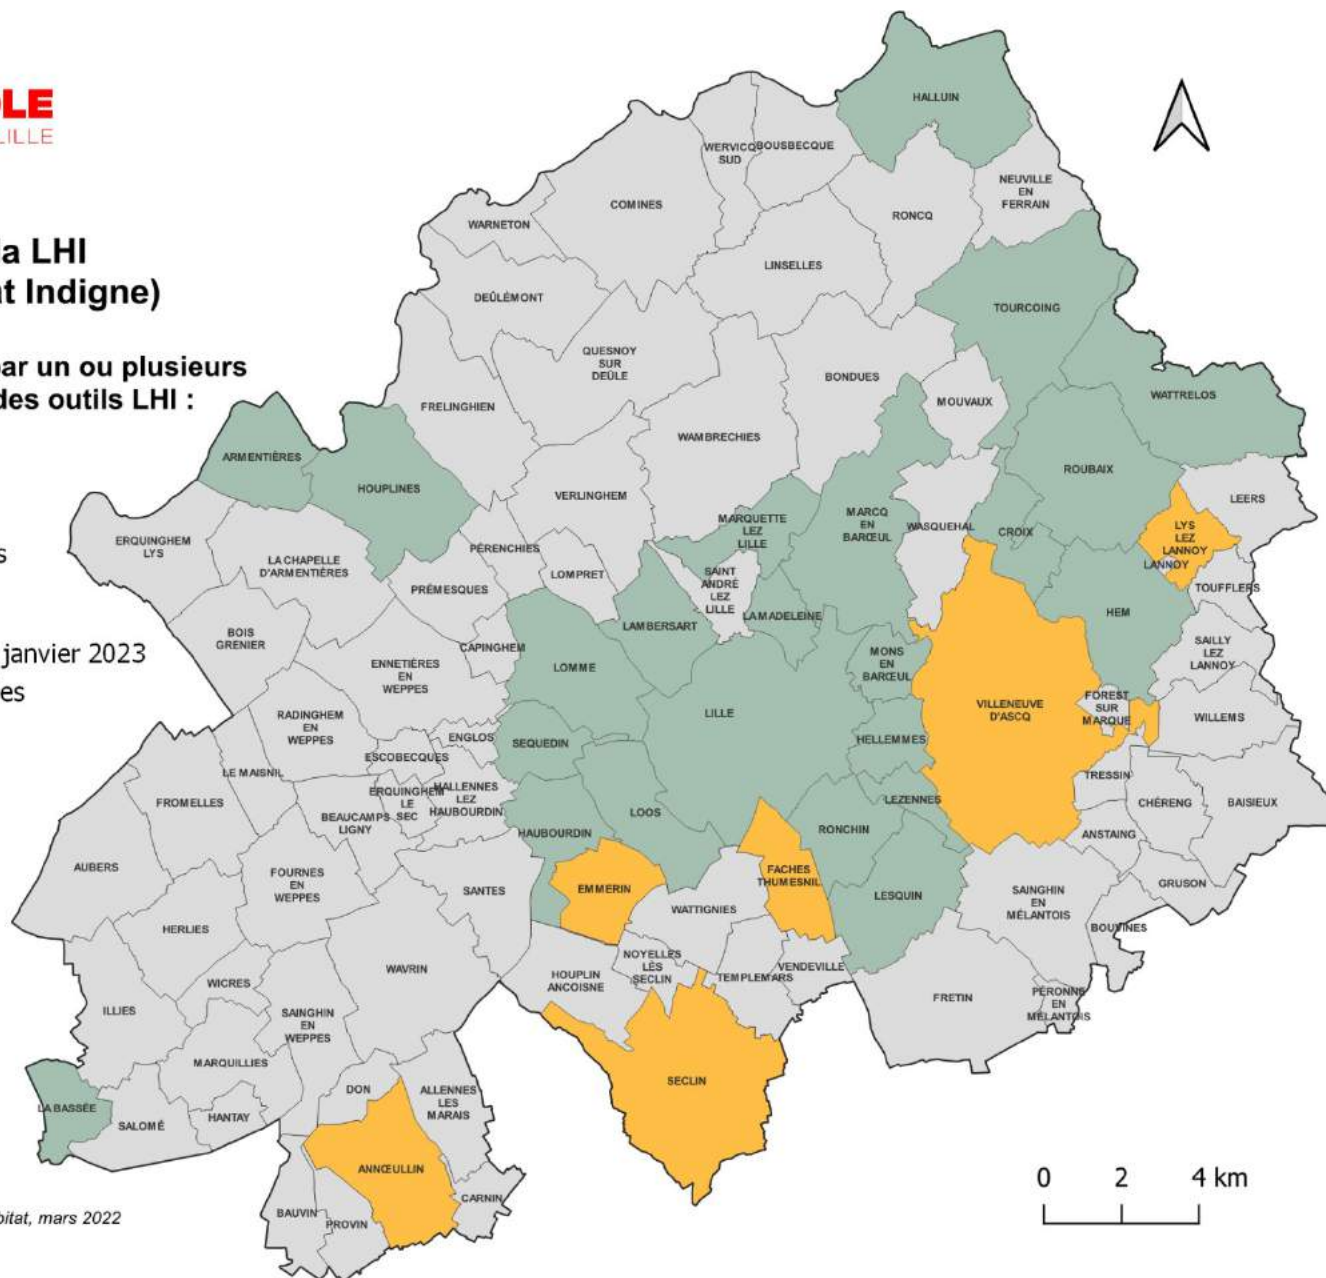 OLE
LILLE
la LHI
at Indigne)
par un ou plusieurs
des outils LHI :
s
janvier 2023
es
HALLUIN
WERVICQ
SUD
BOUSBECQUE
COMINES
NEUVILLE
EN
FERRAIN
RONCQ
WARNETON
LINSELLES
DEÛLÉMONT
TOURCOING
QUESNOY
SUR
DEÛLE
BONDUES
MOUVAUX
WATTRELOS
FRELINGHIEN
WAMBRECHIES
ARMENTIÈRES
HOUPLINES
ROUBAIX
VERLINGHEM
LEERS
MARCQ
EN
BARŒUL
MARQUETTE
LEZ
LILLE
WASQUEHAL
CROIX
LYS
LEZ
LANNOY
ERQUINGHEM
LYS
LA CHAPELLE
D'ARMENTIÈRES
PÉRENCHIES
LOMPRET
SAINT
ANDRÉ
LEZ
LILLE
LANNOY
TOUFFLERS
PRÉMESQUES
LAMBERSART
LA MADELEINE
HEM
BOIS
GRENIER
CAPINGHEM
SAILLY
LEZ
LANNOY
ENNETIÈRES
EN
WEPPES
LOMME
MONS
EN
BARŒUL
LILLE
VILLENEUVE
D'ASCQ
FOREST
SUR
MARQUE
WILLEMS
RADINGHEM
EN
WEPPES
ENGLOS
SEQUEDIN
HELLEMMES
ESCOBECQUES
LE MAISNIL
TRESSIN
FROMELLES
ERQUINGHEM
LE
SEC
HALLENNES
LEZ
HAUBOURDIN
LEZENNES
CHÉRENG
BAISIEUX
BEAUCAMPS
LIGNY
LOOS
HAUBOURDIN
RONCHIN
ANSTAING
AUBERS
FOURNES
EN
WEPPES
SANTES
EMMERIN
FACHES
THUMESNIL
LESQUIN
SAINGHIN
EN
MÉLANTOIS
GRUSON
WATTIGNIES
HERLIES
BOUVINES
WAVRIN
NOYELLES
LÈS
SECLIN
HOUPLIN
ANCOISNE
TEMPLEMARS
VENDEVILLE
WICRES
FRETIN
PÉRONNE
EN
MÉLANTOIS
ILLIES
SAINGHIN
EN
WEPPES
MARQUILLIES
SECLIN
DON
ALLENNES
LES
MARAIS
LA BASSÉE
SALOMÉ
HANTAY
ANNŒULLIN
BAUVIN
PROVIN
CARNIN
0 2 4 km
bitat, mars 2022